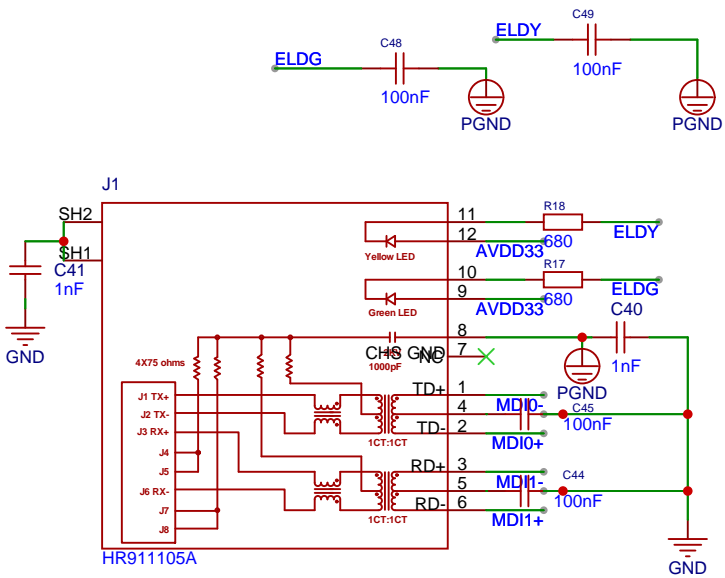 C49
C48
ELDY
ELDG
100nF
100nF
PGND
PGND
J1
SH2
11
R18
12
Yellow LED
AVDD33
680
ELDY
SH1
C41
1nF
10
R17
9
Green LED
AVDD33
680
ELDG
C40
GND
8
CHS GND
NC
7
1000pF
4X75 ohms
1nF
PGND
J1 TX+
TD+
1
MDI0-
J2 TX-
4
C45
100nF
J3 RX+
TD-
2
MDI0+
1CT:1CT
J4
J5
RD+
3
MDI1-
C44
J6 RX-
5
100nF
J7
RD-
6
MDI1+
J8
1CT:1CT
HR911105A
GND